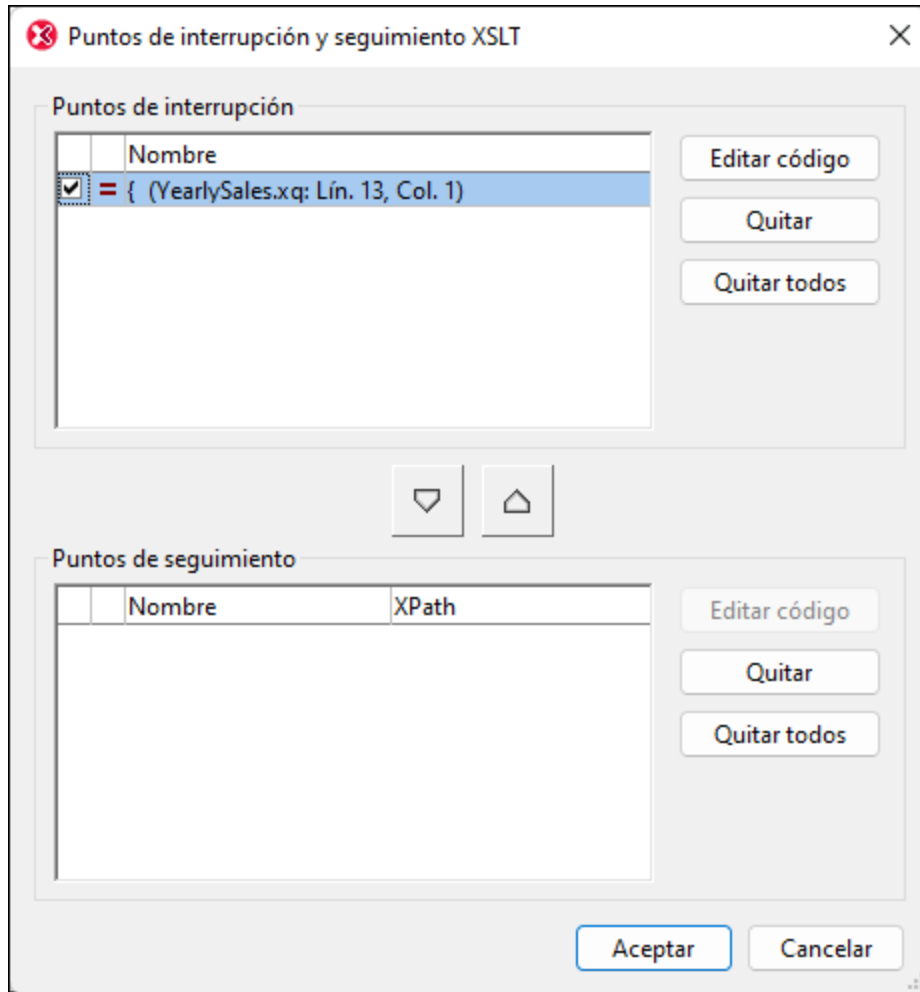 Puntos de interrupción y seguimiento XSLT
Puntos de interrupción
Nombre
= { (YearlySales.xq: Lín. 13, Col. 1)
Editar código
Quitar
Quitar todos
Puntos de seguimiento
Nombre XPath
Editar código
Quitar
Quitar todos
Aceptar Cancelar